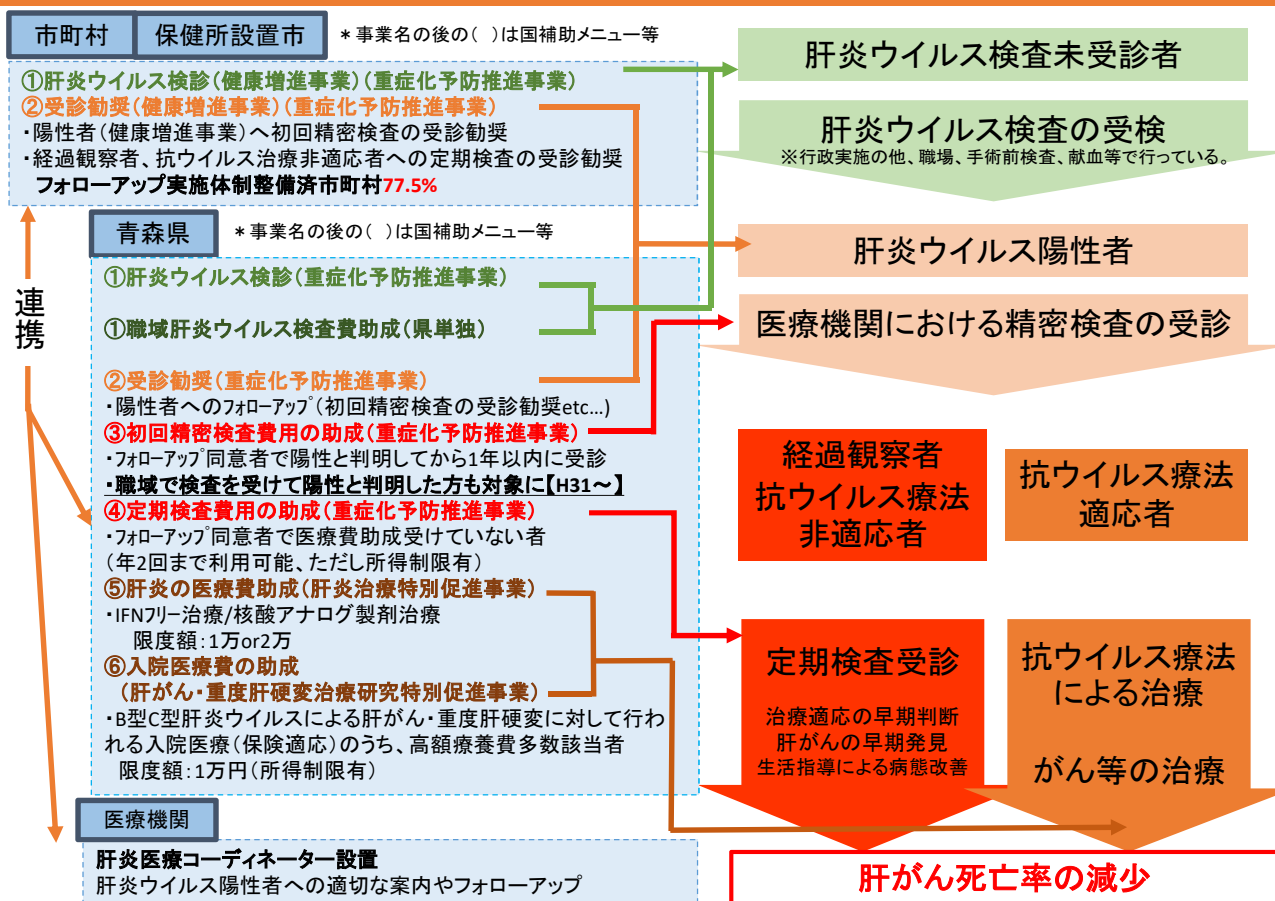 市町村
保健所設置市
＊事業名の後の（ ）は国補助メニュー等
①肝炎ウイルス検診（健康増進事業）（重症化予防推進事業）
②受診勧奨（健康増進事業）（重症化予防推進事業）
・陽性者（健康増進事業）へ初回精密検査の受診勧奨
・経過観察者、抗ウイルス治療非適応者への定期検査の受診勧奨
フォローアップ実施体制整備済市町村77.5%
連携
青森県
＊事業名の後の（ ）は国補助メニュー等
①肝炎ウイルス検診（重症化予防推進事業）
①職域肝炎ウイルス検査費助成（県単独）
②受診勧奨（重症化予防推進事業）
・陽性者へのﾌｫﾛｰｱｯﾌﾟ（初回精密検査の受診勧奨etc…)
③初回精密検査費用の助成（重症化予防推進事業）
・ﾌｫﾛｰｱｯﾌﾟ同意者で陽性と判明してから1年以内に受診
・職域で検査を受けて陽性と判明した方も対象に【H31～】
④定期検査費用の助成（重症化予防推進事業）
・ﾌｫﾛｰｱｯﾌﾟ同意者で医療費助成受けていない者
（年2回まで利用可能、ただし所得制限有）
⑤肝炎の医療費助成（肝炎治療特別促進事業）
・IFNﾌﾘｰ治療/核酸アナログ製剤治療
限度額：1万or2万
⑥入院医療費の助成
（肝がん・重度肝硬変治療研究特別促進事業）
・B型C型肝炎ウイルスによる肝がん・重度肝硬変に対して行わ
れる入院医療（保険適応）のうち、高額療養費多数該当者
限度額：1万円（所得制限有）
医療機関
肝炎医療コーディネーター設置
肝炎ウイルス陽性者への適切な案内やフォローアップ
肝炎ウイルス検査未受診者
肝炎ウイルス検査の受検
※行政実施の他、職場、手術前検査、献血等で行っている。
肝炎ウイルス陽性者
医療機関における精密検査の受診
経過観察者
抗ウイルス療法
非適応者
抗ウイルス療法
適応者
定期検査受診
治療適応の早期判断
肝がんの早期発見
生活指導による病態改善
抗ウイルス療法
による治療
がん等の治療
肝がん死亡率の減少